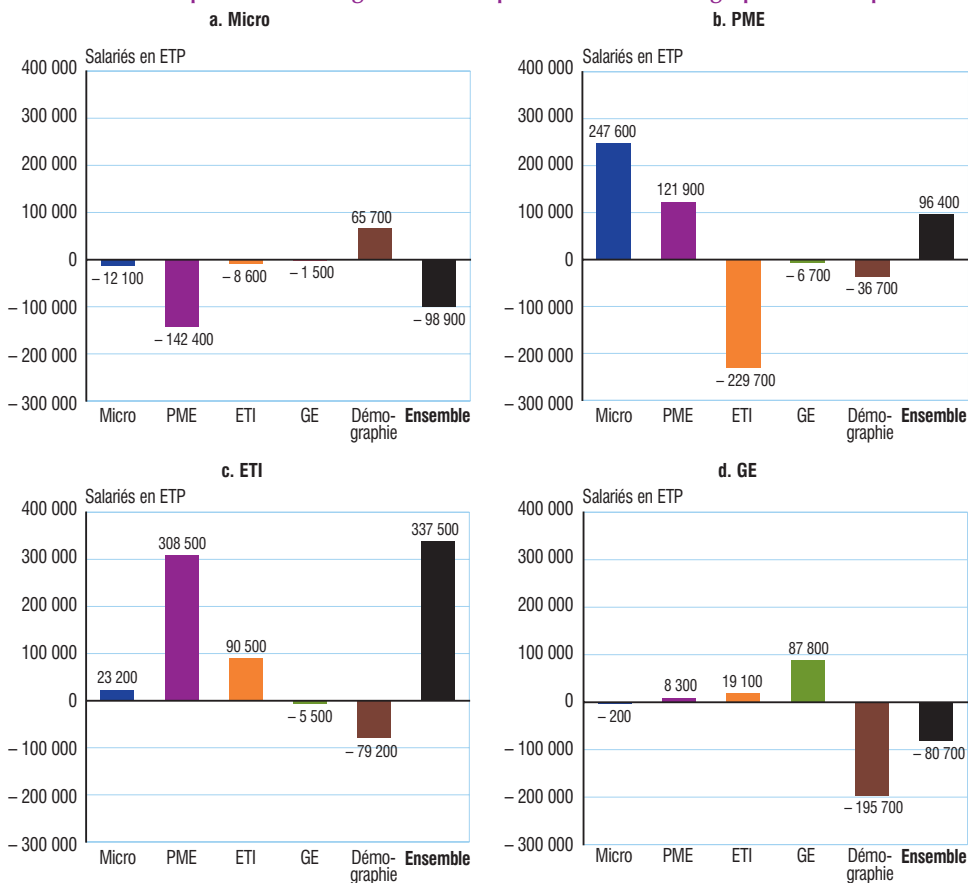 a. Micro
Salariés en ETP
400 000
300 000
200 000
100 000
0
– 100 000
– 200 000
– 300 000
– 12 100
– 142 400
– 8 600
– 1 500
65 700
– 98 900
Micro PME ETI GE Démo-graphie Ensemble
b. PME
Salariés en ETP
400 000
300 000
200 000
100 000
0
– 100 000
– 200 000
– 300 000
247 600
121 900
– 229 700
– 6 700
– 36 700
96 400
Micro PME ETI GE Démo-
graphie Ensemble
c. ETI
Salariés en ETP
400 000
300 000
200 000
100 000
0
– 100 000
– 200 000
– 300 000
23 200
308 500
90 500
– 5 500
– 79 200
337 500
Micro PME ETI GE Démo- Ensemble
graphie
d. GE
Salariés en ETP
400 000
300 000
200 000
100 000
0
– 100 000
– 200 000
– 300 000
– 200
8 300
19 100
87 800
– 195 700
– 80 700
Micro PME ETI GE Démo- Ensemble
graphie